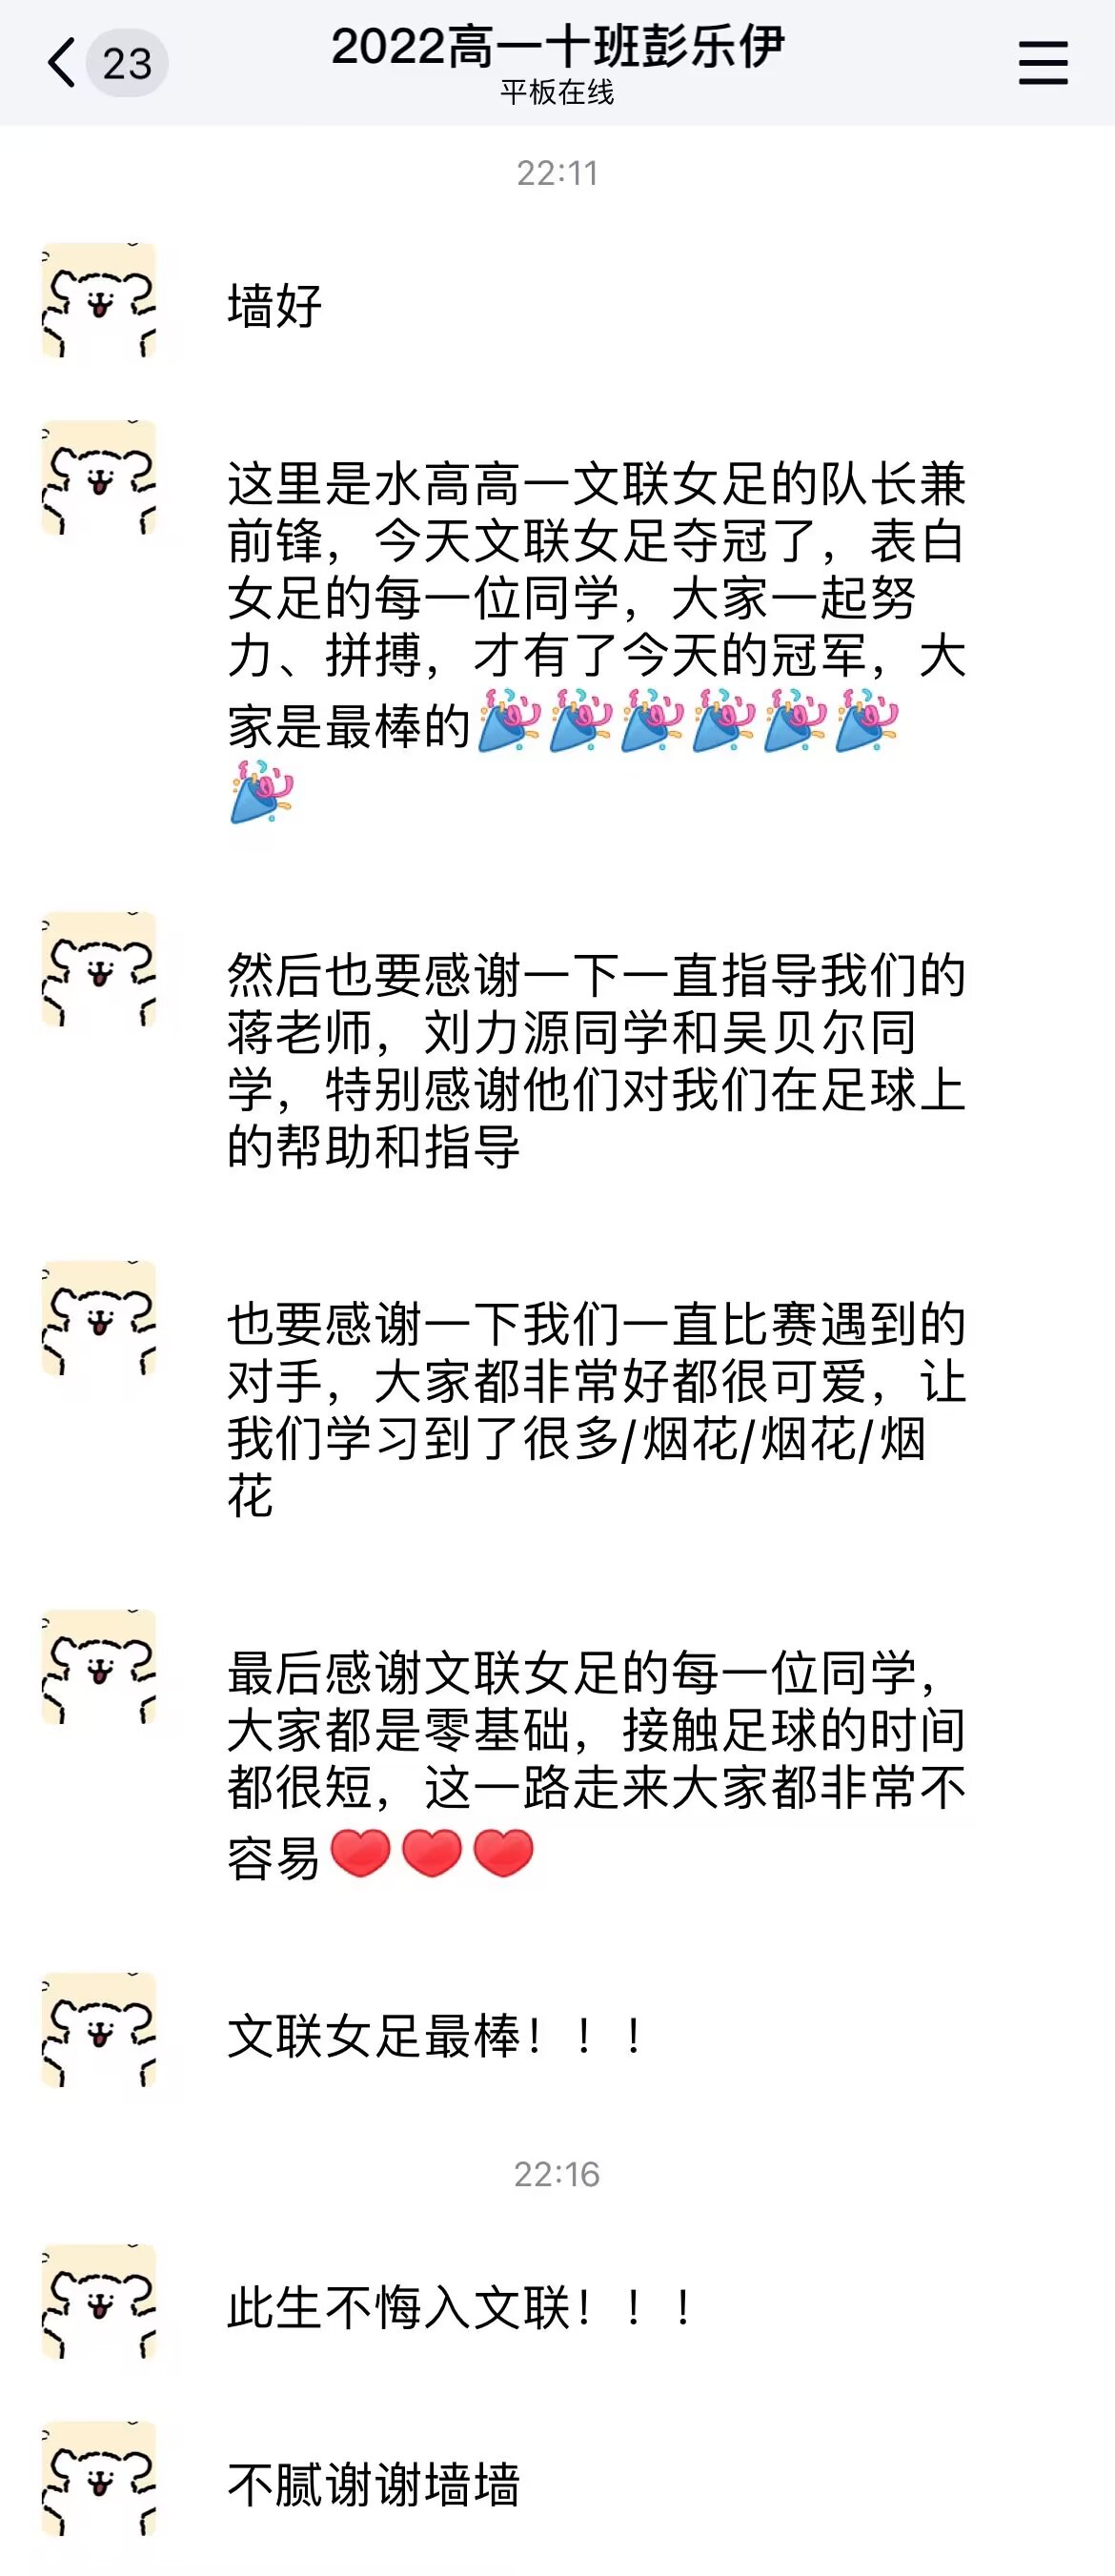 23
2022高一十班彭乐伊
平板在线
22:11
墙好
这里是水高高一文联女足的队长兼
前锋，今天文联女足夺冠了，表白
女足的每一位同学，大家一起努
力、拼搏，才有了今天的冠军，大
家是最棒的🎉🎉🎉🎉🎉🎉
🎉
然后也要感谢一下一直指导我们的
蒋老师，刘力源同学和吴贝尔同
学，特别感谢他们对我们在足球上
的帮助和指导
也要感谢一下我们一直比赛遇到的
对手，大家都非常好都很可爱，让
我们学习到了很多/烟花/烟花/烟
花
最后感谢文联女足的每一位同学，
大家都是零基础，接触足球的时间
都很短，这一路走来大家都非常不
容易❤️❤️❤️
文联女足最棒！！！
22:16
此生不悔入文联！！！
不腻谢谢墙墙